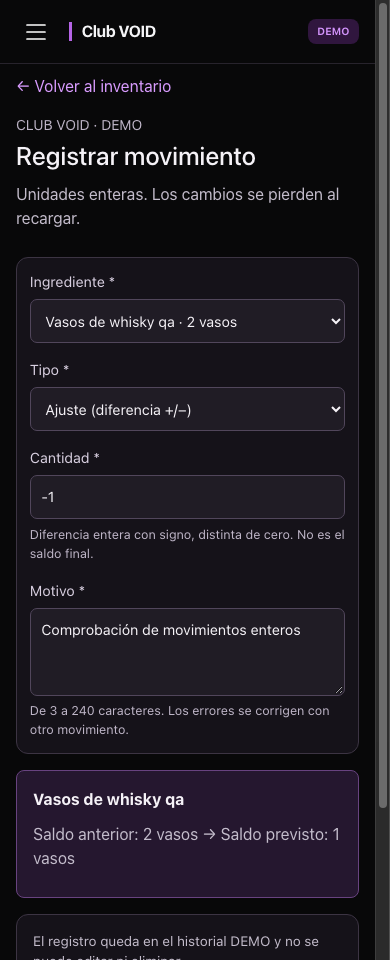 Club VOID
DEMO
← Volver al inventario
CLUB VOID · DEMO
Registrar movimiento
Unidades enteras. Los cambios se pierden al
recargar.
Ingrediente *
Vasos de whisky qa · 2 vasos
Tipo *
Ajuste (diferencia +/−)
Cantidad *
-1
Diferencia entera con signo, distinta de cero. No es el
saldo final.
Motivo *
Comprobación de movimientos enteros
De 3 a 240 caracteres. Los errores se corrigen con
otro movimiento.
Vasos de whisky qa
Saldo anterior: 2 vasos → Saldo previsto: 1
vasos
El registro queda en el historial DEMO y no se
puede editar ni eliminar.